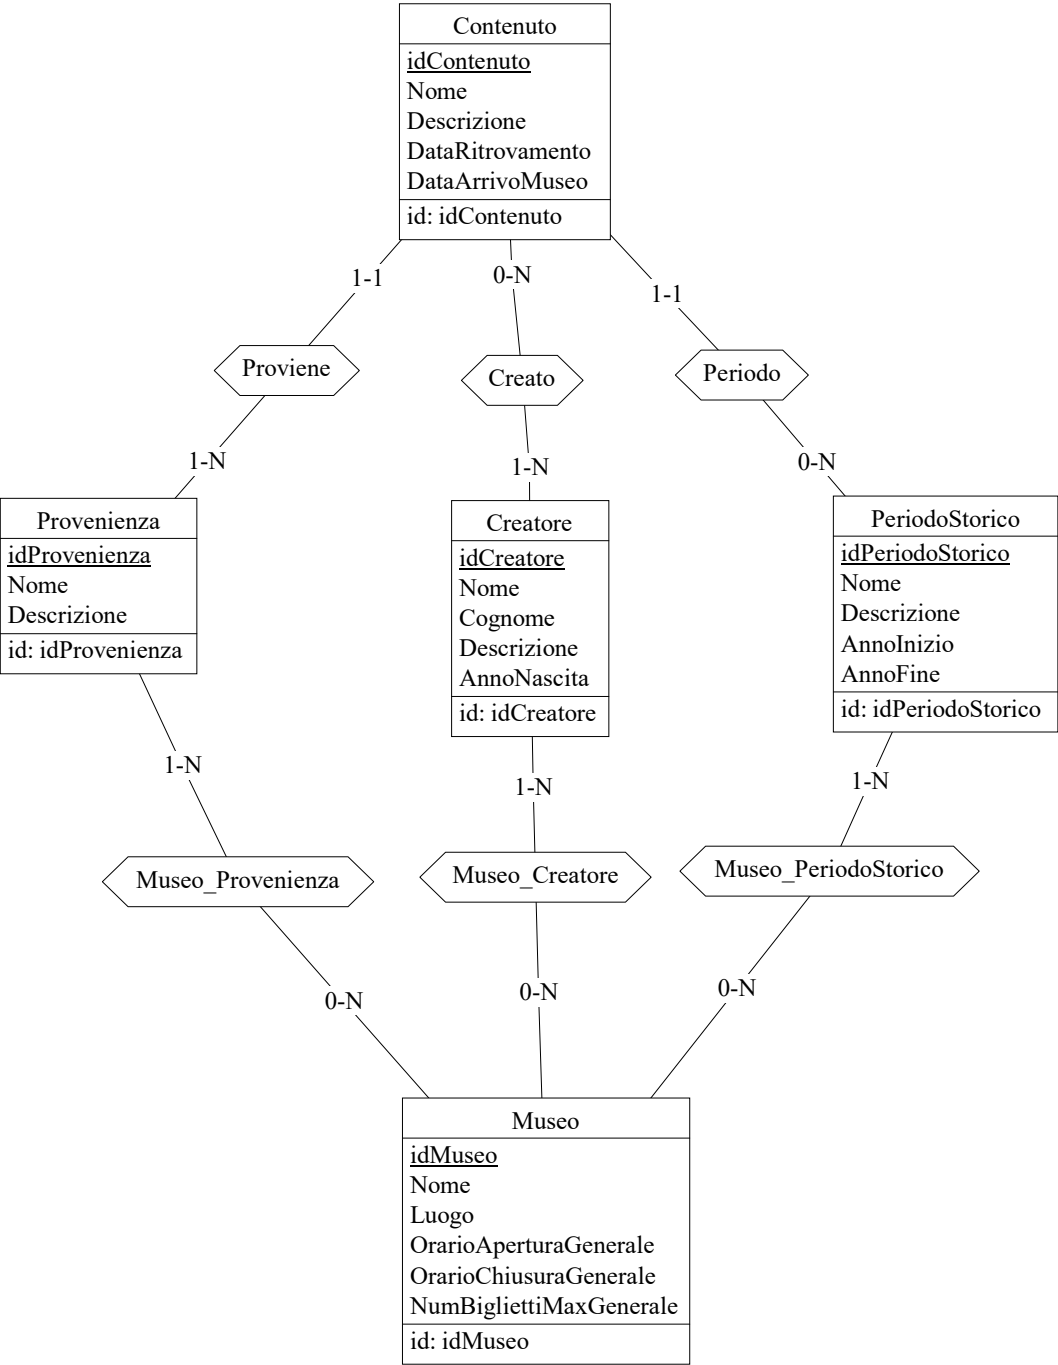 Contenuto
idContenuto
Nome
Descrizione
DataRitrovamento
DataArrivoMuseo
id: idContenuto
1-1
0-N
1-1
Proviene
Creato
Periodo
1-N
1-N
0-N
Provenienza
idProvenienza
Nome
Descrizione
id: idProvenienza
Creatore
idCreatore
Nome
Cognome
Descrizione
AnnoNascita
id: idCreatore
PeriodoStorico
idPeriodoStorico
Nome
Descrizione
AnnoInizio
AnnoFine
id: idPeriodoStorico
1-N
1-N
1-N
Museo_Provenienza
Museo_Creatore
Museo_PeriodoStorico
0-N
0-N
0-N
Museo
idMuseo
Nome
Luogo
OrarioAperturaGenerale
OrarioChiusuraGenerale
NumBigliettiMaxGenerale
id: idMuseo